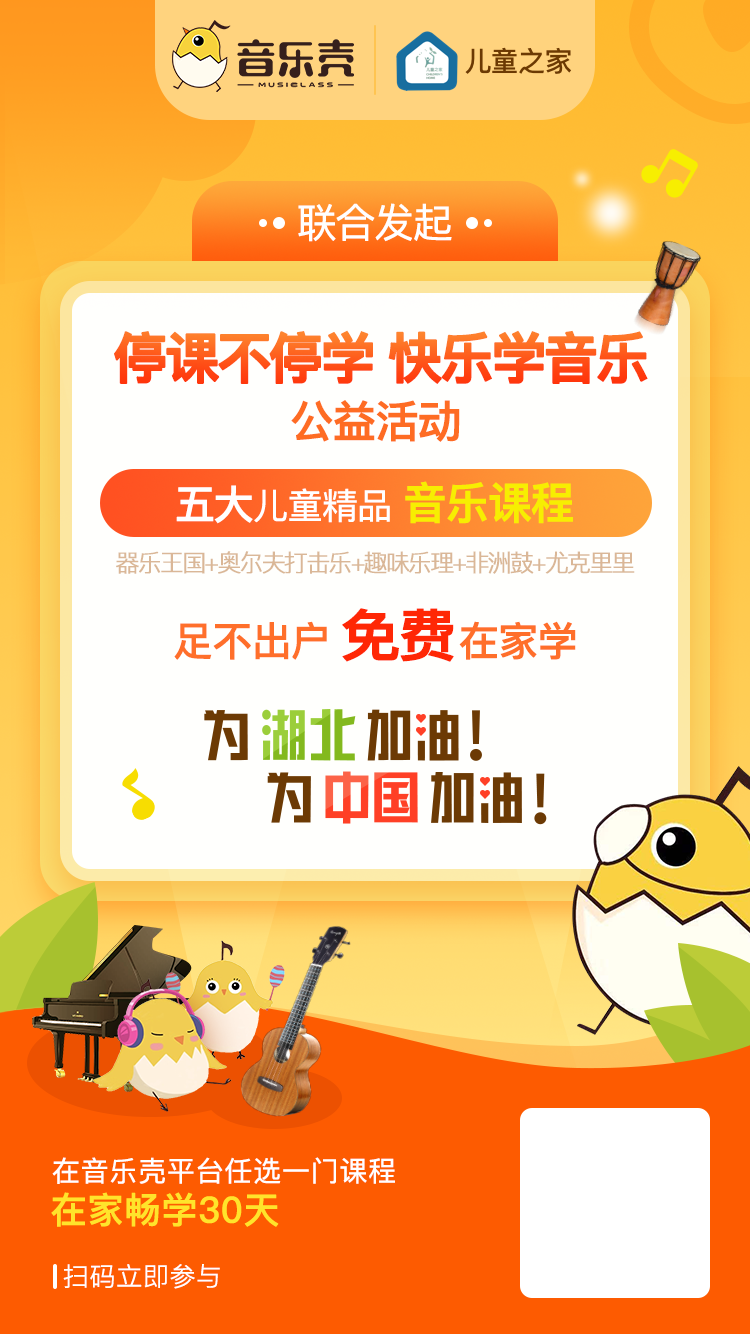 音乐壳
MUSICLASS
儿童之家
联合发起
停课不停学 快乐学音乐
公益活动
五大儿童精品 音乐课程
器乐王国+奥尔夫打击乐+趣味乐理+非洲鼓+尤克里里
足不出户 免费在家学
为湖北加油!
为中国加油!
在音乐壳平台任选一门课程
在家畅学30天
扫码立即参与